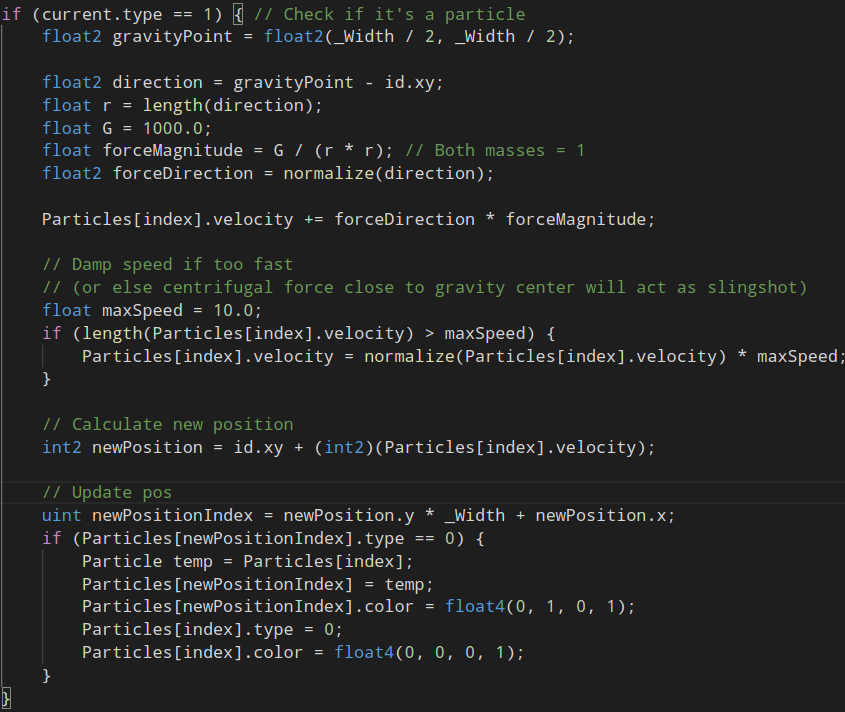 if (current.type == 1) { // Check if it's a particle
    float2 gravityPoint = float2(_Width / 2, _Width / 2);
    float2 direction = gravityPoint - id.xy;
    float r = length(direction);
    float G = 1000.0;
    float forceMagnitude = G / (r * r); // Both masses = 1
    float2 forceDirection = normalize(direction);
    Particles[index].velocity += forceDirection * forceMagnitude;
    // Damp speed if too fast
    // (or else centrifugal force close to gravity center will act as slingshot)
    float maxSpeed = 10.0;
    if (length(Particles[index].velocity) > maxSpeed) {
        Particles[index].velocity = normalize(Particles[index].velocity) * maxSpeed;
    }
    // Calculate new position
    int2 newPosition = id.xy + (int2)(Particles[index].velocity);
    // Update pos
    uint newPositionIndex = newPosition.y * _Width + newPosition.x;
    if (Particles[newPositionIndex].type == 0) {
        Particle temp = Particles[index];
        Particles[newPositionIndex] = temp;
        Particles[newPositionIndex].color = float4(0, 1, 0, 1);
        Particles[index].type = 0;
        Particles[index].color = float4(0, 0, 0, 1);
    }
}